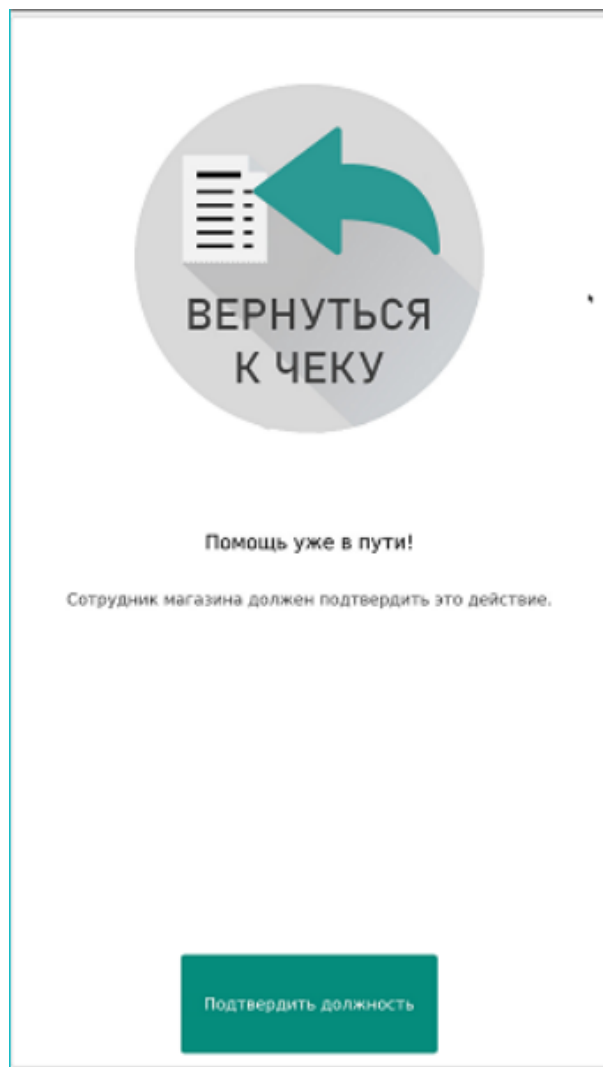 ВЕРНУТЬСЯ
К ЧЕКУ
Помощь уже в пути!
Сотрудник магазина должен подтвердить это действие.
Подтвердить должность